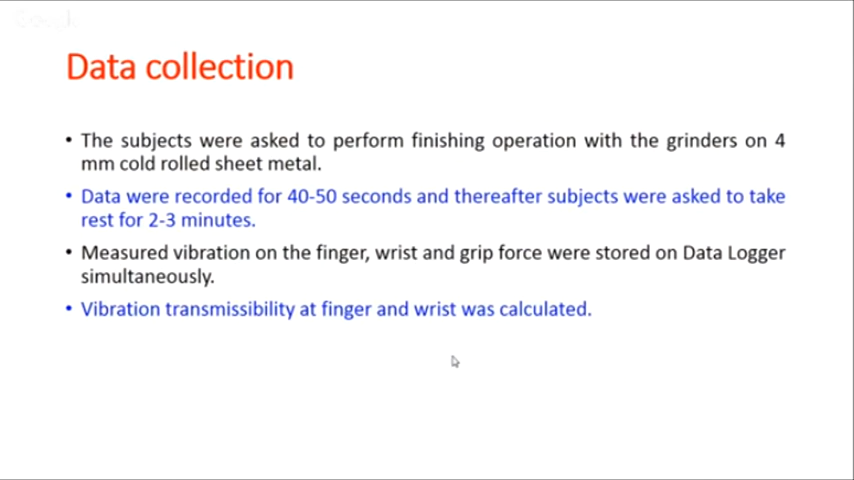 Data collection
• The subjects were asked to perform finishing operation with the grinders on 4
mm cold rolled sheet metal.
• Data were recorded for 40-50 seconds and thereafter subjects were asked to take
rest for 2-3 minutes.
• Measured vibration on the finger, wrist and grip force were stored on Data Logger
simultaneously.
• Vibration transmissibility at finger and wrist was calculated.